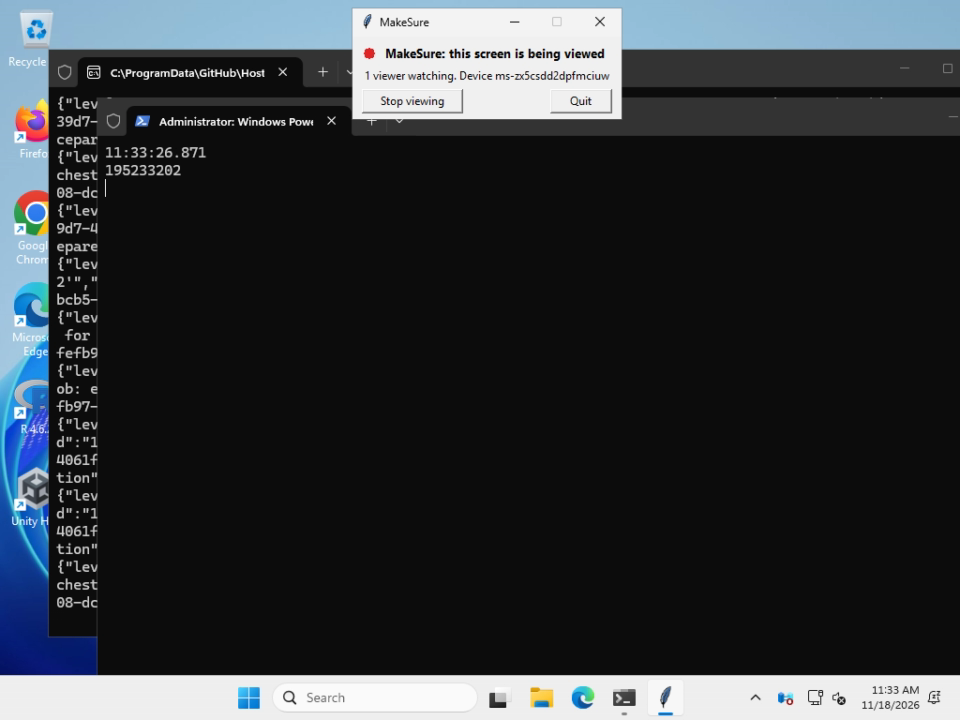 MakeSure
MakeSure: this screen is being viewed
1 viewer watching. Device ms-zx5csdd2dpfmciuw
Stop viewing
Quit
Recycle
C:\ProgramData\GitHub\Host
Administrator: Windows Powe
11:33:26.871
195233202
{"lev
39d7-
cepar
{"lev
chest
08-dc
{"lev
9d7-4
epare
{"lev
2'","
bcb5-
{"lev
for
fefb9
{"lev
ob: e
fb97-
{"lev
d":"1
4061f
tion"
{"lev
d":"1
4061f
tion"
{"lev
chest
08-dc
Firefo
Googl
Chrom
Micros
Edge
R 4.6.
Unity H
Search
11:33 AM
11/18/2026